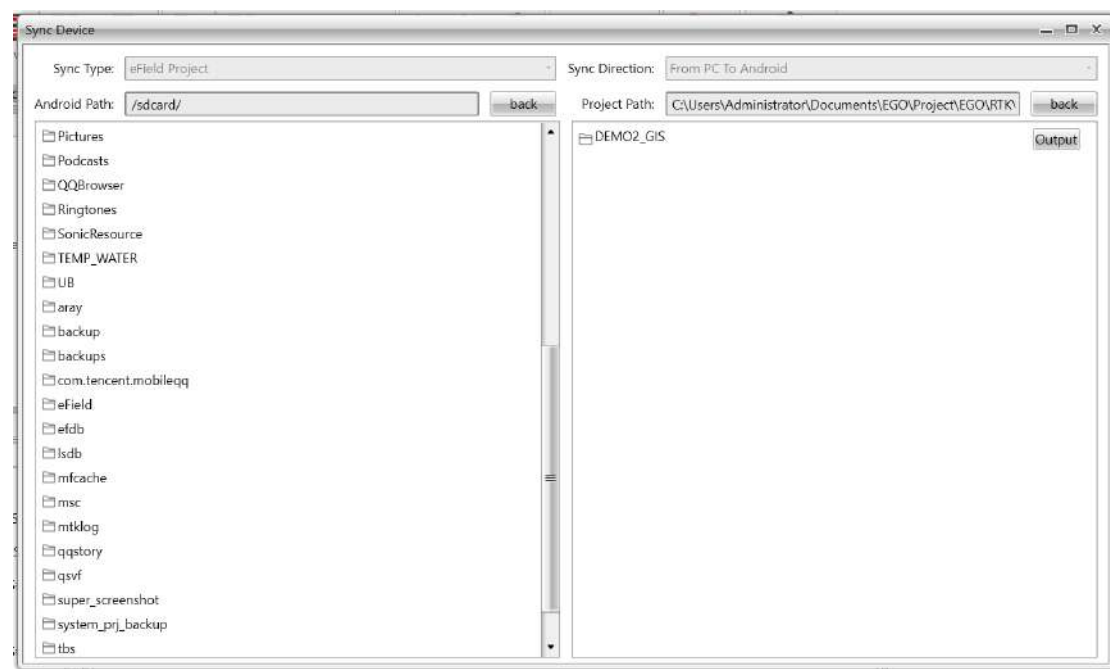 Sync Device
Sync Type: eField Project
Sync Direction: From PC To Android
Android Path: /sdcard/ back
Project Path: C:\Users\Administrator\Documents\EGO\Project\EGO\RTK\ back
Pictures
Podcasts
QQBrowser
Ringtones
SonicResource
TEMP_WATER
UB
aray
backup
backups
com.tencent.mobileqq
eField
efdb
lsdb
mfcache
msc
mtklog
qqstory
qsvf
super_screenshot
system_prj_backup
tbs
DEMO2_GIS
Output